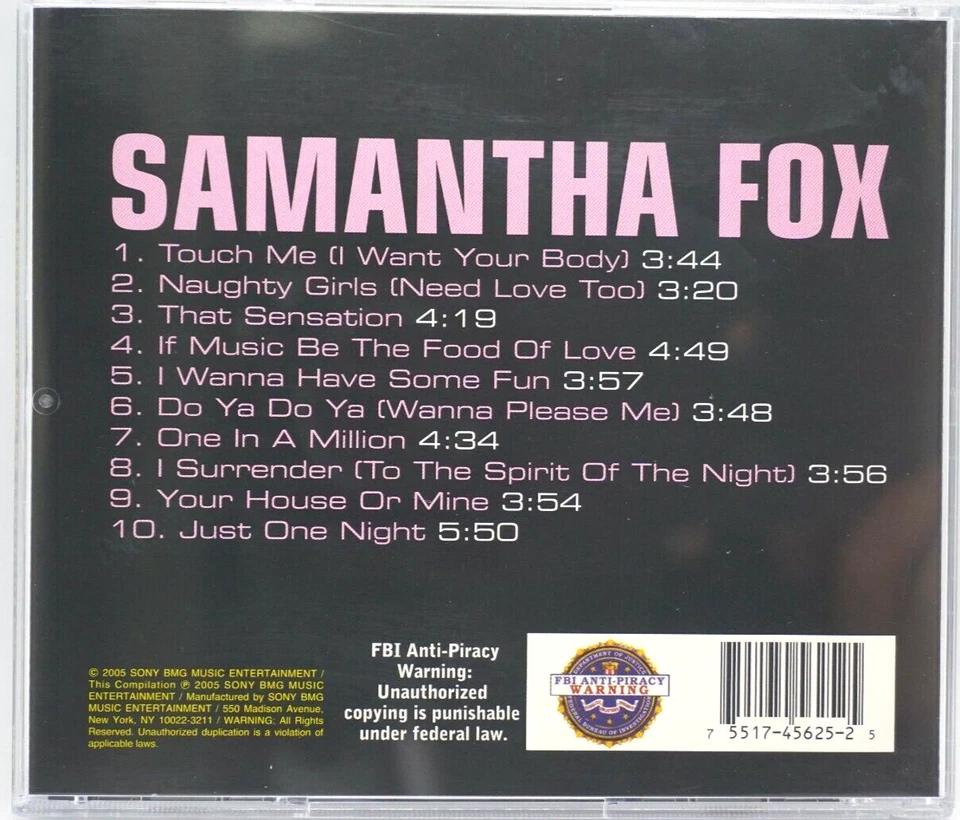 SAMANTHA FOX
1. Touch Me (I Want Your Body) 3:44
2. Naughty Girls (Need Love Too) 3:20
3. That Sensation 4:19
4. If Music Be The Food Of Love 4:49
5. I Wanna Have Some Fun 3:57
6. Do Ya Do Ya (Wanna Please Me) 3:48
7. One In A Million 4:34
8. I Surrender (To The Spirit Of The Night) 3:56
9. Your House Or Mine 3:54
10. Just One Night 5:50
© 2005 SONY BMG MUSIC ENTERTAINMENT /
This Compilation ℗ 2005 SONY BMG MUSIC
ENTERTAINMENT / Manufactured by SONY BMG
MUSIC ENTERTAINMENT / 550 Madison Avenue,
New York, NY 10022-3211 / WARNING: All Rights
Reserved. Unauthorized duplication is a violation of
applicable laws.
FBI Anti-Piracy
Warning:
Unauthorized
copying is punishable
under federal law.
DEPARTMENT OF JUSTICE
FBI ANTI-PIRACY
WARNING
FEDERAL BUREAU OF INVESTIGATION
7 5517-45625-2 5